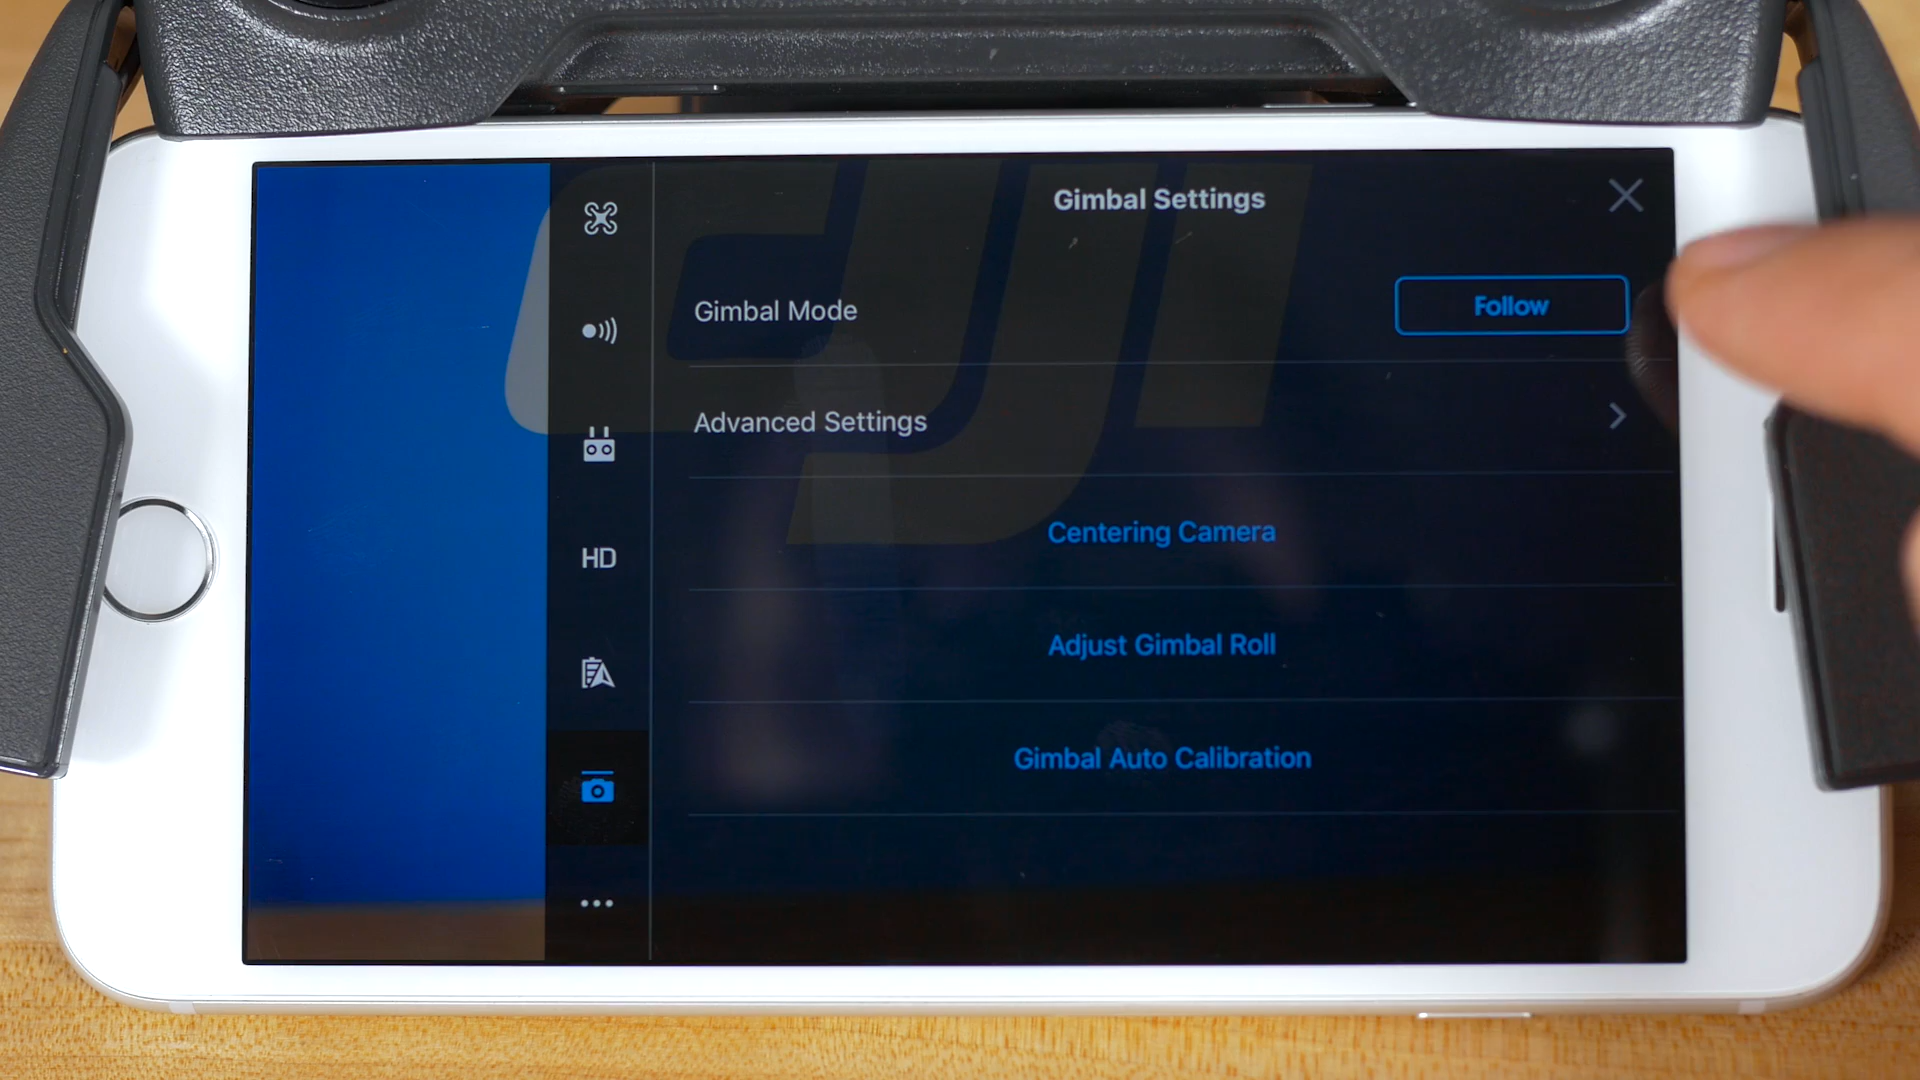 Gimbal Settings
Gimbal Mode
Follow
Advanced Settings
Centering Camera
HD
Adjust Gimbal Roll
Gimbal Auto Calibration